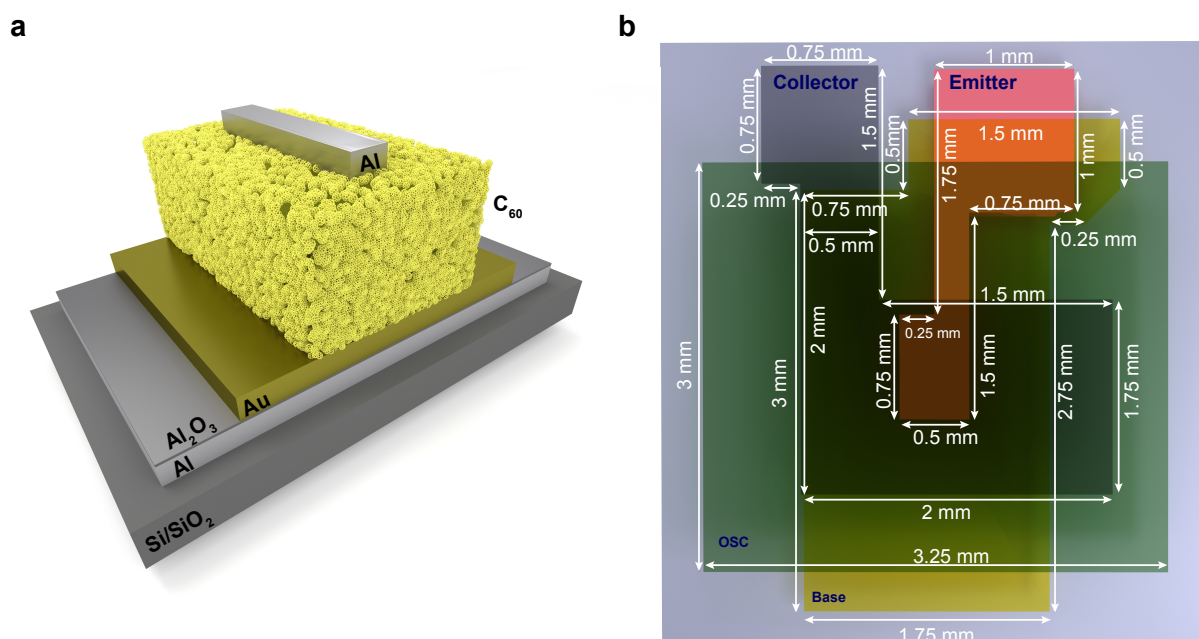 a
Al
C60
Au
Al2O3
Al
Si/SiO2
b
0.75 mm
1 mm
Collector
Emitter
0.75 mm
1.5 mm
0.5mm
1.75 mm
1.5 mm
1 mm
0.5 mm
0.25 mm
0.75 mm
0.75 mm
0.5 mm
0.25 mm
1.5 mm
0.25 mm
3 mm
3 mm
2 mm
0.75 mm
1.5 mm
2.75 mm
1.75 mm
0.5 mm
2 mm
OSC
3.25 mm
Base
1.75 mm